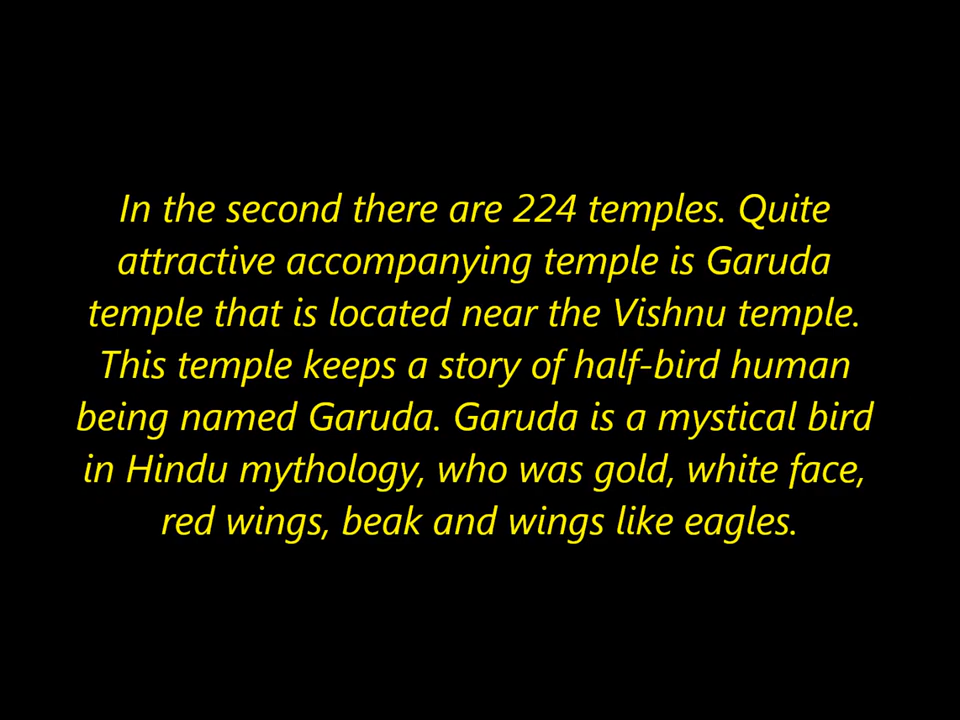 In the second there are 224 temples. Quite
attractive accompanying temple is Garuda
temple that is located near the Vishnu temple.
This temple keeps a story of half-bird human
being named Garuda. Garuda is a mystical bird
in Hindu mythology, who was gold, white face,
red wings, beak and wings like eagles.